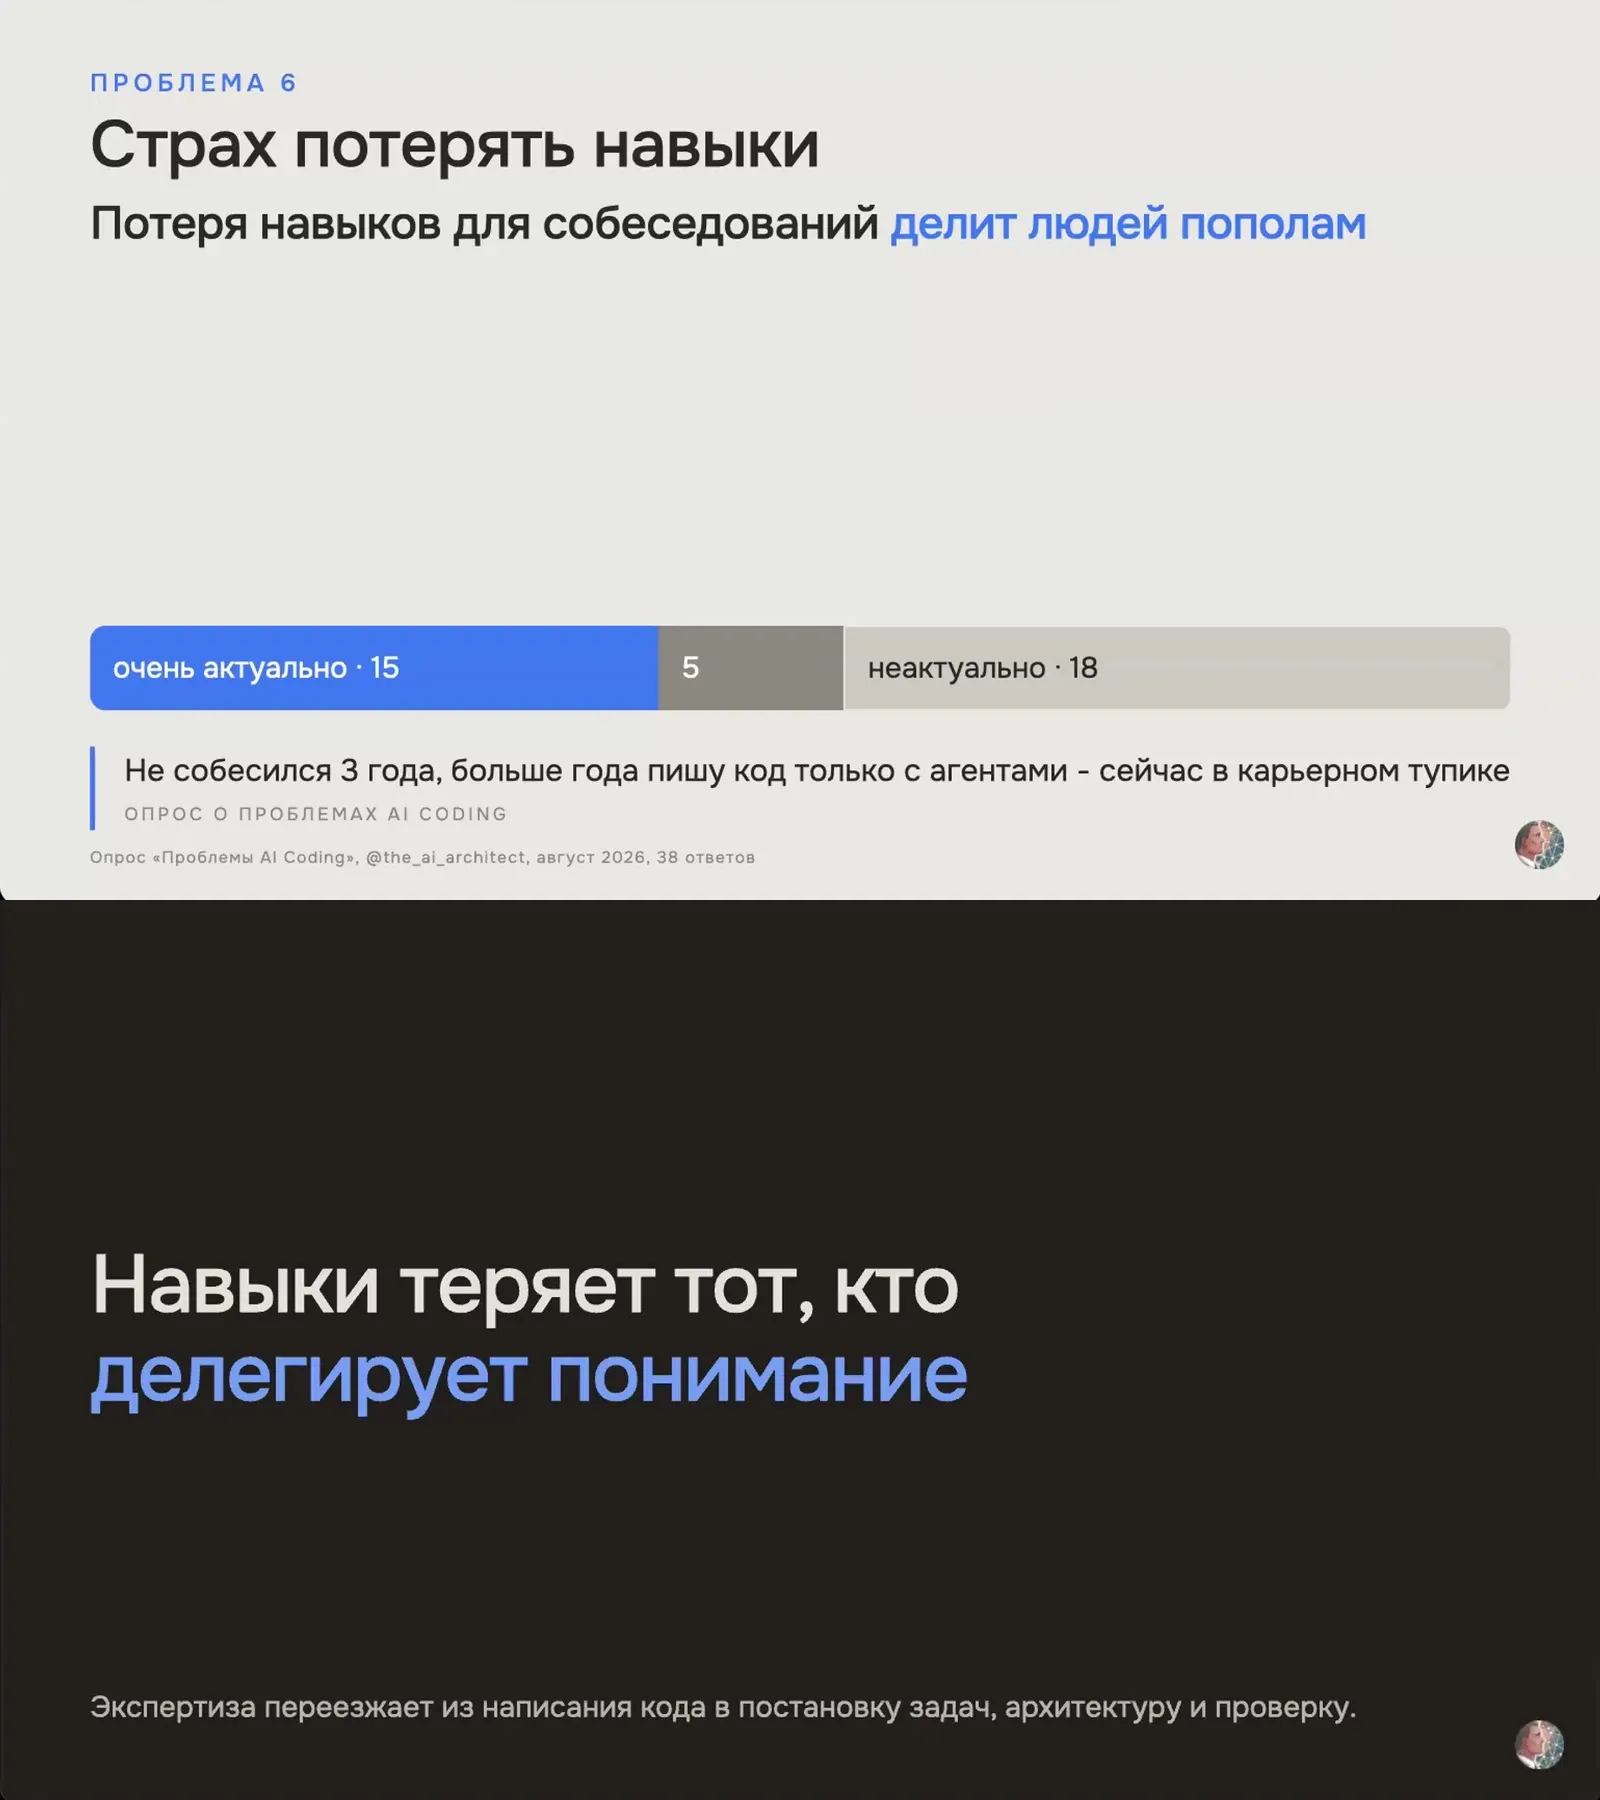 ПРОБЛЕМА 6
Страх потерять навыки
Потеря навыков для собеседований делит людей пополам
очень актуально · 15
5
неактуально · 18
Не собесился 3 года, больше года пишу код только с агентами - сейчас в карьерном тупике
ОПРОС О ПРОБЛЕМАХ AI CODING
Опрос «Проблемы AI Coding», @the_ai_architect, август 2026, 38 ответов
Навыки теряет тот, кто
делегирует понимание
Экспертиза переезжает из написания кода в постановку задач, архитектуру и проверку.